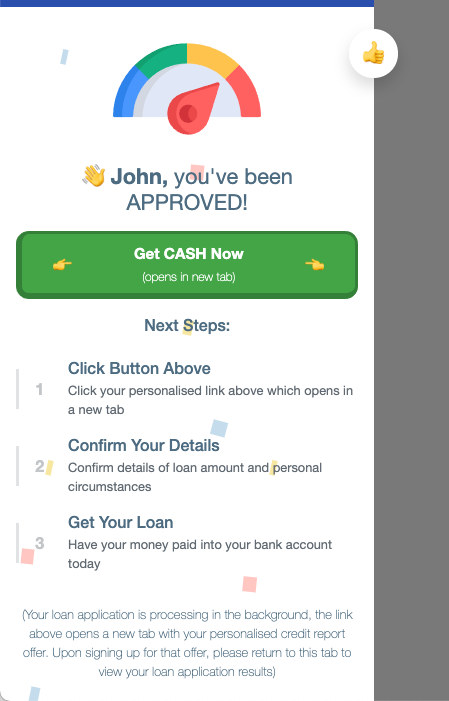 👋 John, you've been
APPROVED!
👉 Get CASH Now 👈
(opens in new tab)
Next Steps:
Click Button Above
1 Click your personalised link above which opens in
a new tab
Confirm Your Details
2 Confirm details of loan amount and personal
circumstances
Get Your Loan
3 Have your money paid into your bank account
today
(Your loan application is processing in the background, the link
above opens a new tab with your personalised credit report
offer. Upon signing up for that offer, please return to this tab to
view your loan application results)